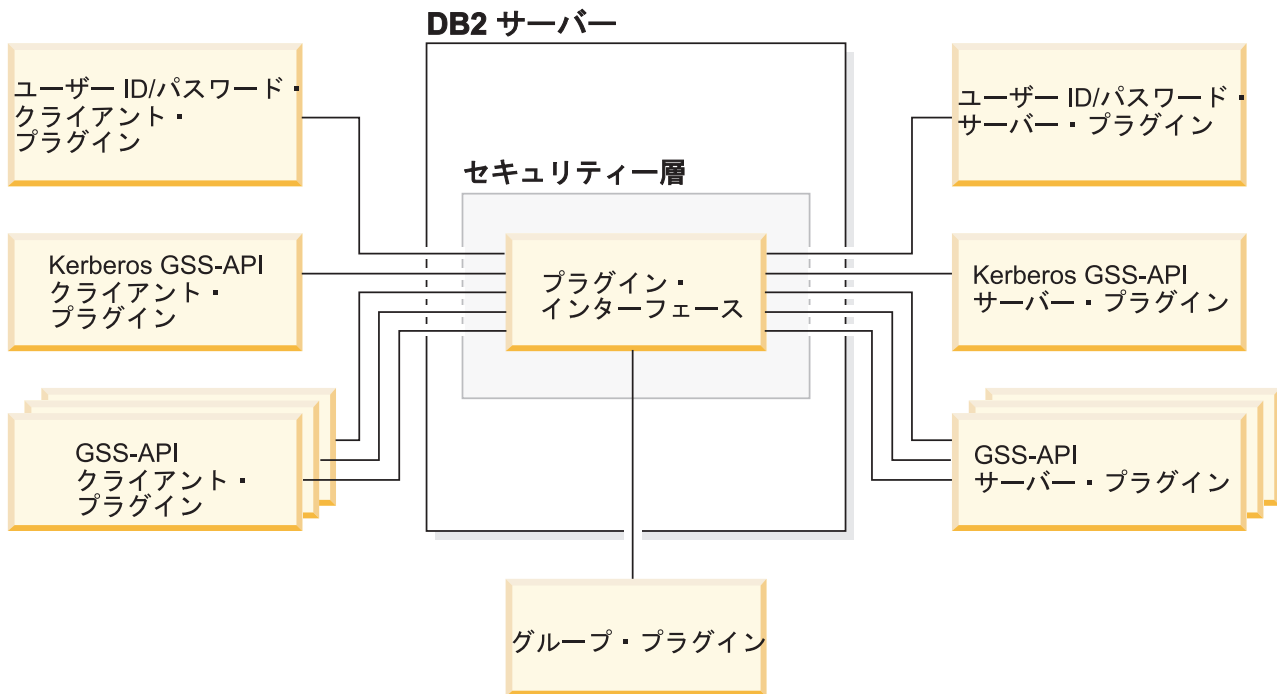 DB2 サーバー
ユーザー ID/パスワード・
クライアント・
プラグイン
ユーザー ID/パスワード・
サーバー・プラグイン
セキュリティー層
Kerberos GSS-API
クライアント・
プラグイン
プラグイン・
インターフェース
Kerberos GSS-API
サーバー・プラグイン
GSS-API
クライアント・
プラグイン
GSS-API
サーバー・プラグイン
グループ・プラグイン